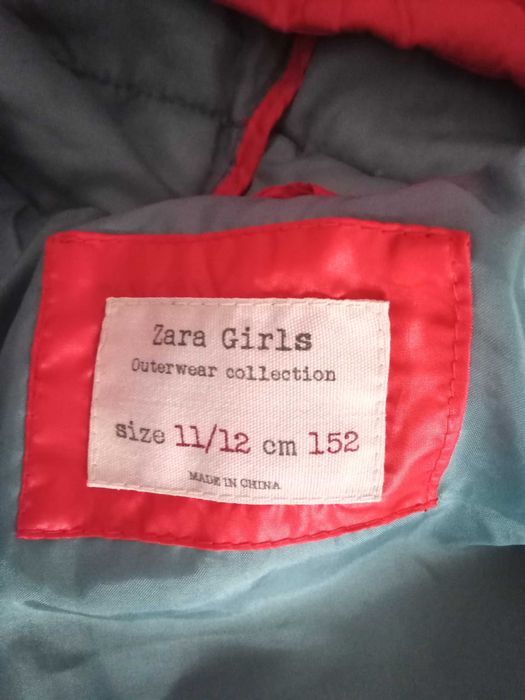 Zara Girls
Outerwear collection
size 11/12 cm 152
MADE IN CHINA